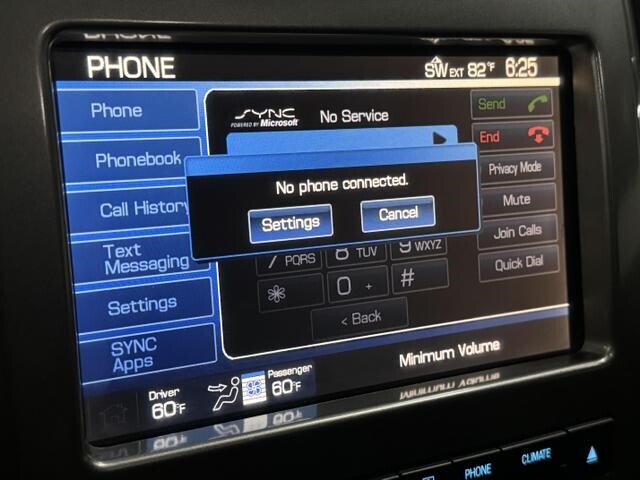 PHONE
SW EXT 82°F 6:25
Phone
SYNC
POWERED BY Microsoft
No Service
Send
End
Phonebook
Privacy Mode
No phone connected.
Settings
Cancel
Call History
Mute
Join Calls
Text
Messaging
7 PQRS
8 TUV
9 WXYZ
Quick Dial
Settings
* 
0 +
#
< Back
SYNC
Apps
Minimum Volume
Driver
60°F
Passenger
60°F
PHONE
CLIMATE